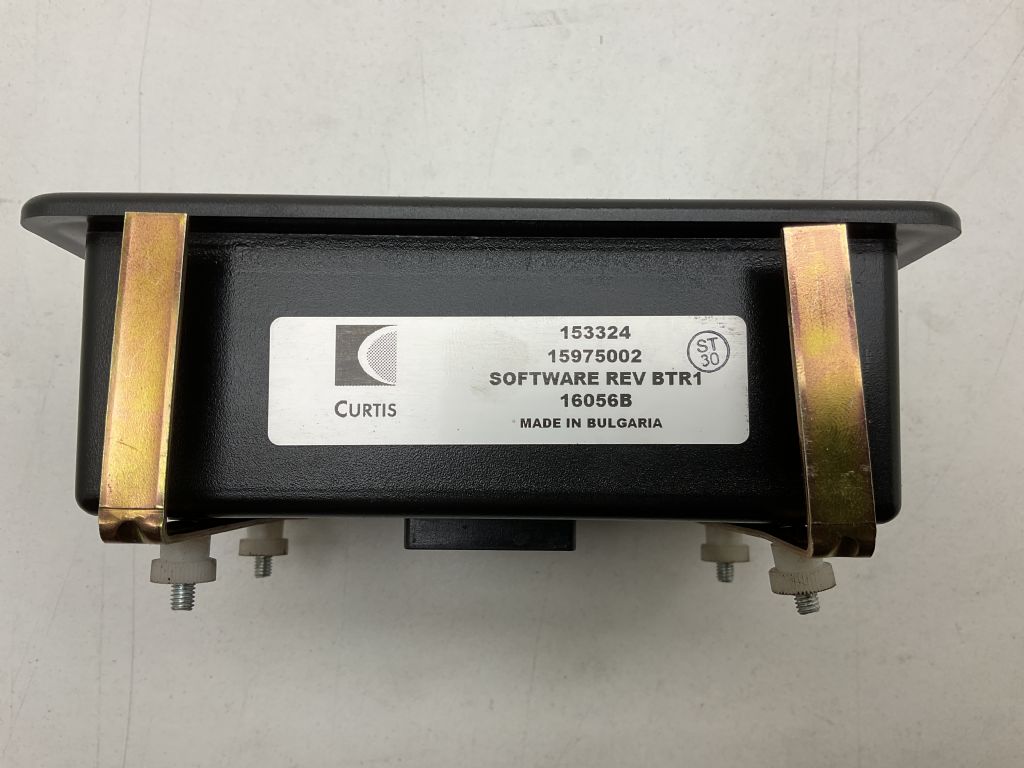 CURTIS
153324
15975002
SOFTWARE REV BTR1
16056B
MADE IN BULGARIA
ST
30